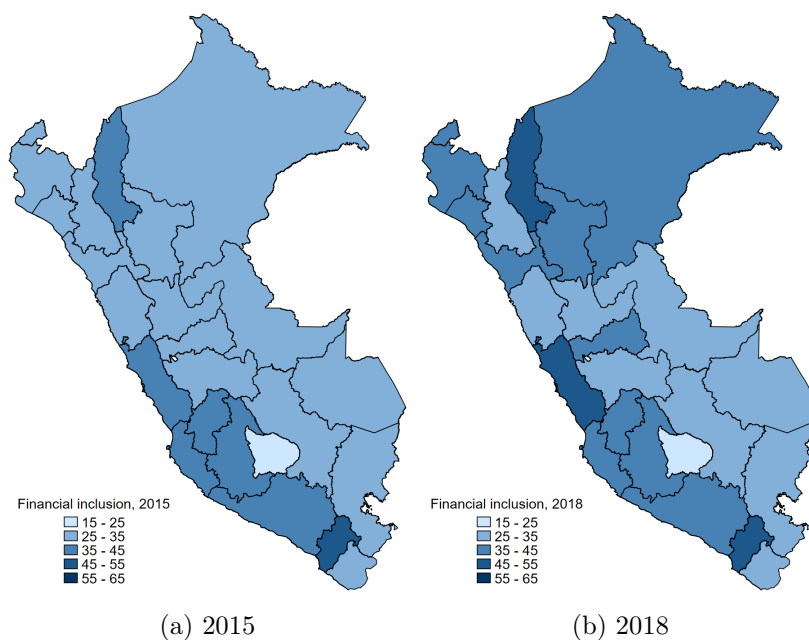 Financial inclusion, 2015
15 - 25
25 - 35
35 - 45
45 - 55
55 - 65
(a) 2015
Financial inclusion, 2018
15 - 25
25 - 35
35 - 45
45 - 55
55 - 65
(b) 2018